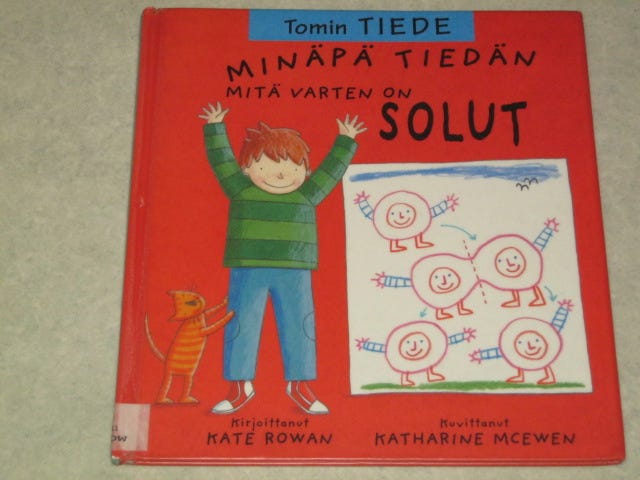 Tomin TIEDE
MINÄPÄ TIEDÄN
MITÄ VARTEN ON
SOLUT
Kirjoittanut
KATE ROWAN
Kuvittanut
KATHARINE MCEWEN